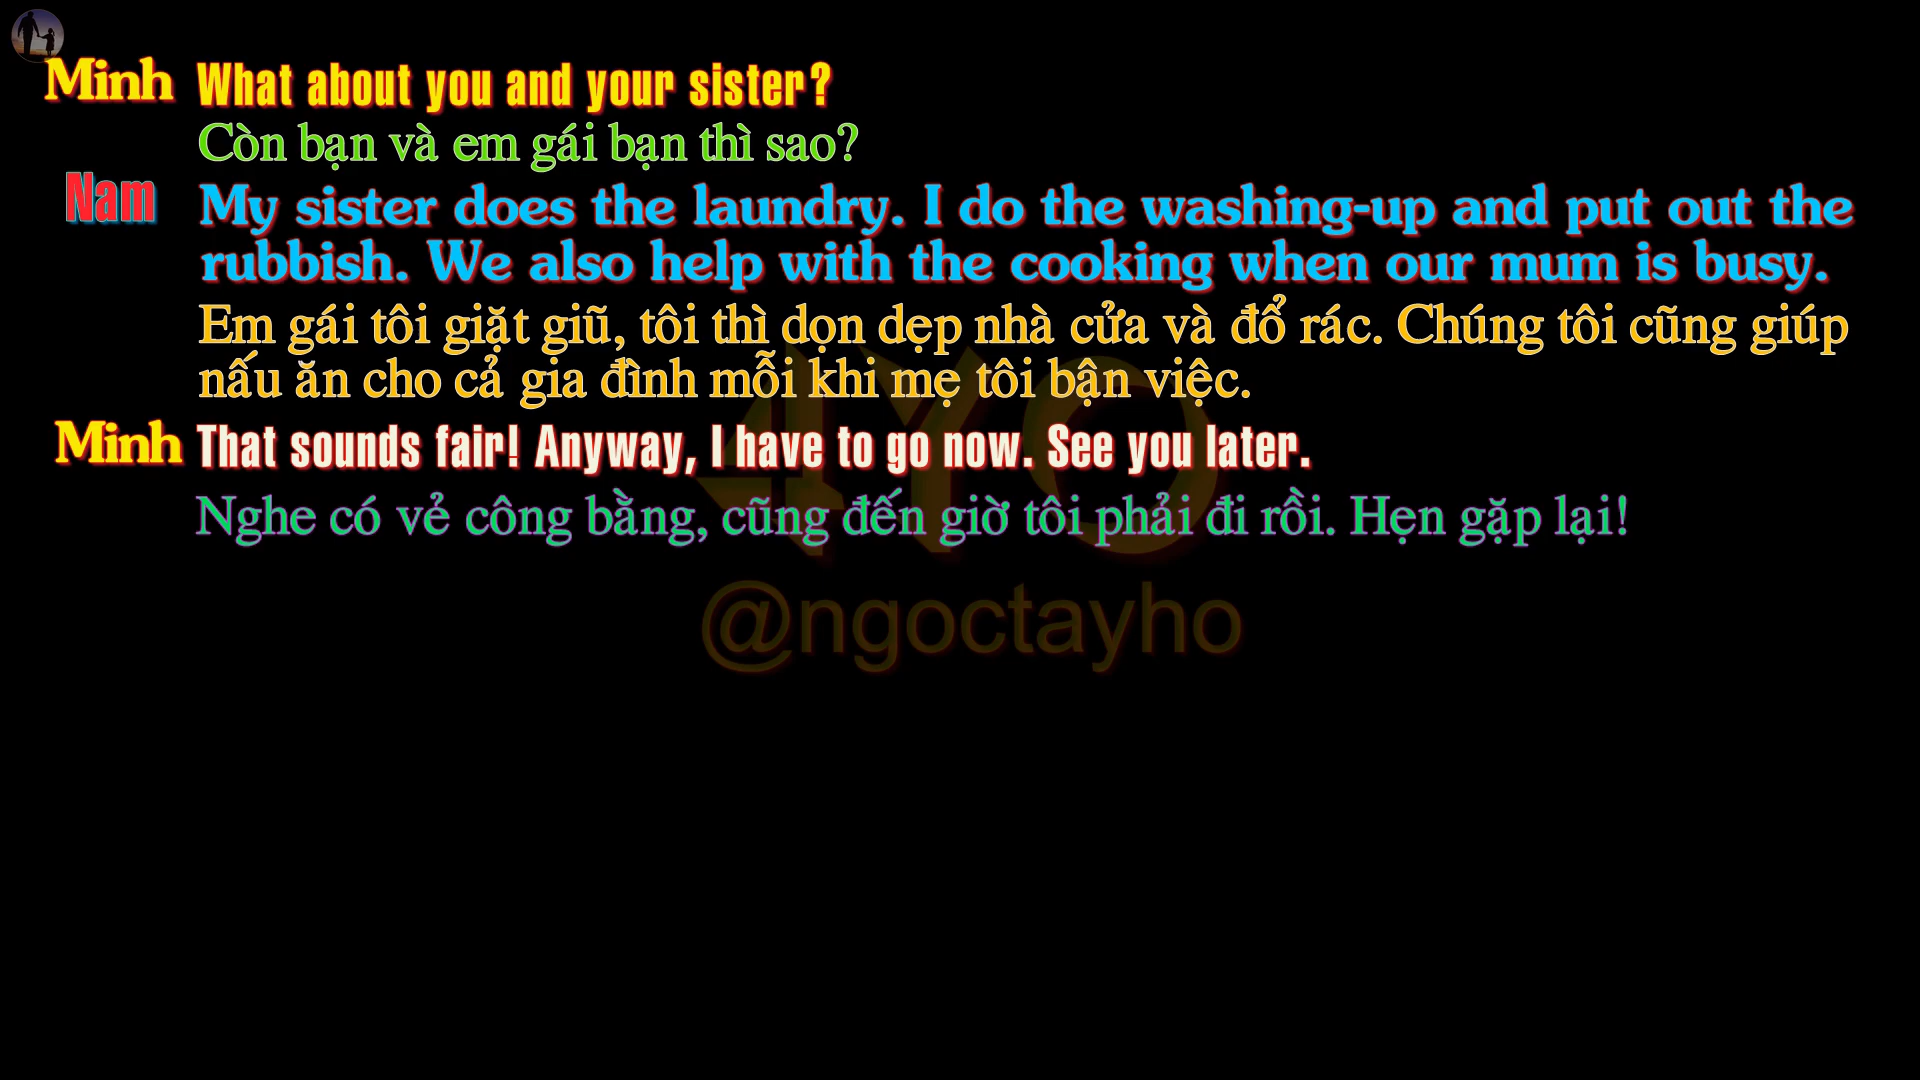 Minh What about you and your sister?
Còn bạn và em gái bạn thì sao?
Nam My sister does the laundry. I do the washing-up and put out the
rubbish. We also help with the cooking when our mum is busy.
Em gái tôi giặt giũ, tôi thì dọn dẹp nhà cửa và đổ rác. Chúng tôi cũng giúp
nấu ăn cho cả gia đình mỗi khi mẹ tôi bận việc.
Minh That sounds fair! Anyway, I have to go now. See you later.
Nghe có vẻ công bằng, cũng đến giờ tôi phải đi rồi. Hẹn gặp lại!
4YO
@ngoctayho